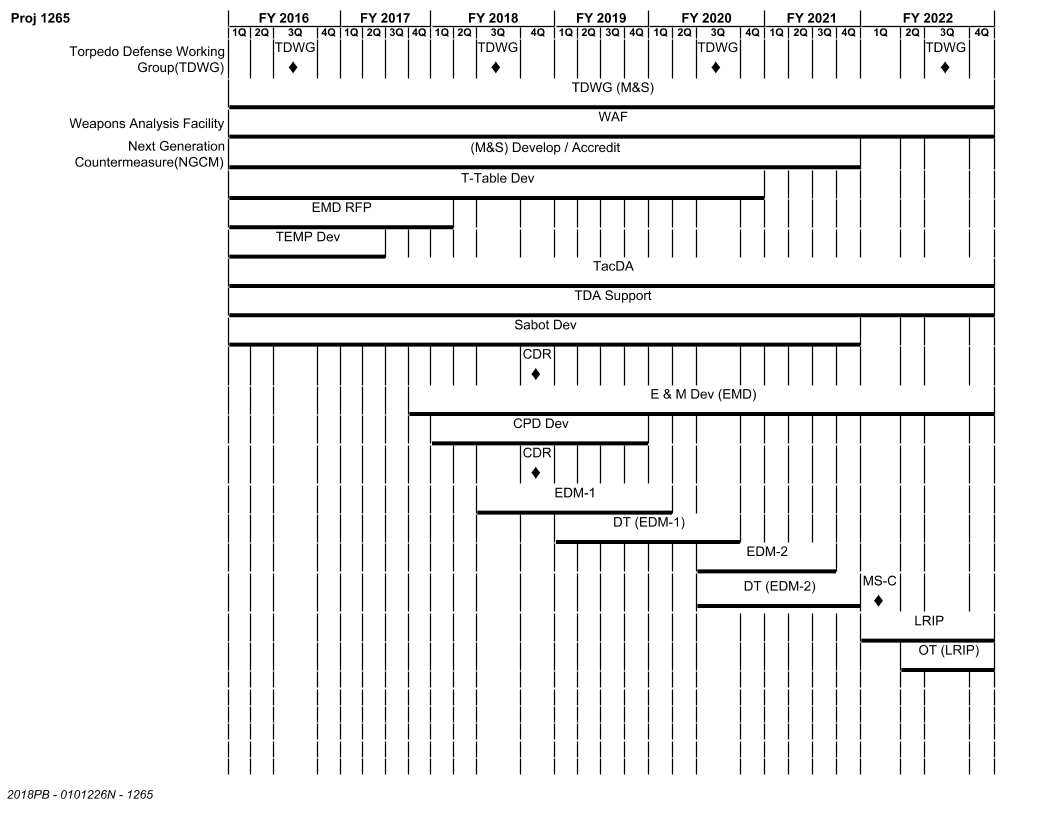 Proj 1265
FY 2016 FY 2017 FY 2018 FY 2019 FY 2020 FY 2021 FY 2022
1Q 2Q 3Q 4Q 1Q 2Q 3Q 4Q 1Q 2Q 3Q 4Q 1Q 2Q 3Q 4Q 1Q 2Q 3Q 4Q 1Q 2Q 3Q 4Q 1Q 2Q 3Q 4Q
Torpedo Defense Working
Group(TDWG)
TDWG TDWG TDWG TDWG
TDWG (M&S)
Weapons Analysis Facility
WAF
Next Generation
Countermeasure(NGCM)
(M&S) Develop / Accredit
T-Table Dev
EMD RFP
TEMP Dev
TacDA
TDA Support
Sabot Dev
CDR
E & M Dev (EMD)
CPD Dev
CDR
EDM-1
DT (EDM-1)
EDM-2
DT (EDM-2)
MS-C
LRIP
OT (LRIP)
2018PB - 0101226N - 1265